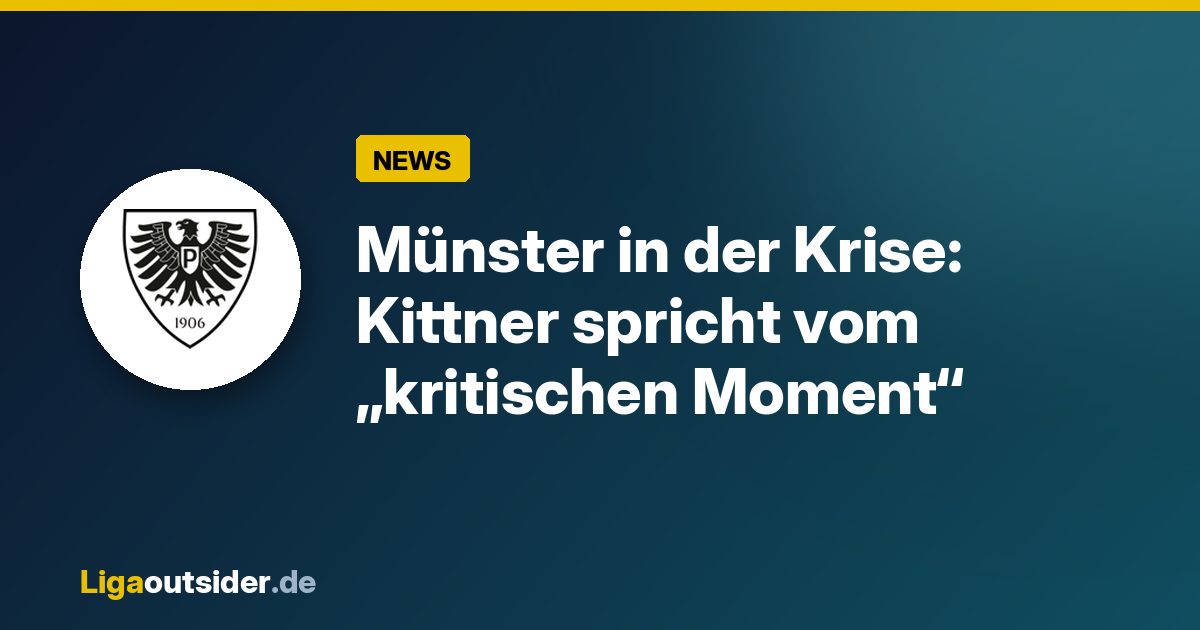 NEWS
Münster in der Krise:
Kittner spricht vom
„kritischen Moment“
P
1906
Ligaoutsider.de